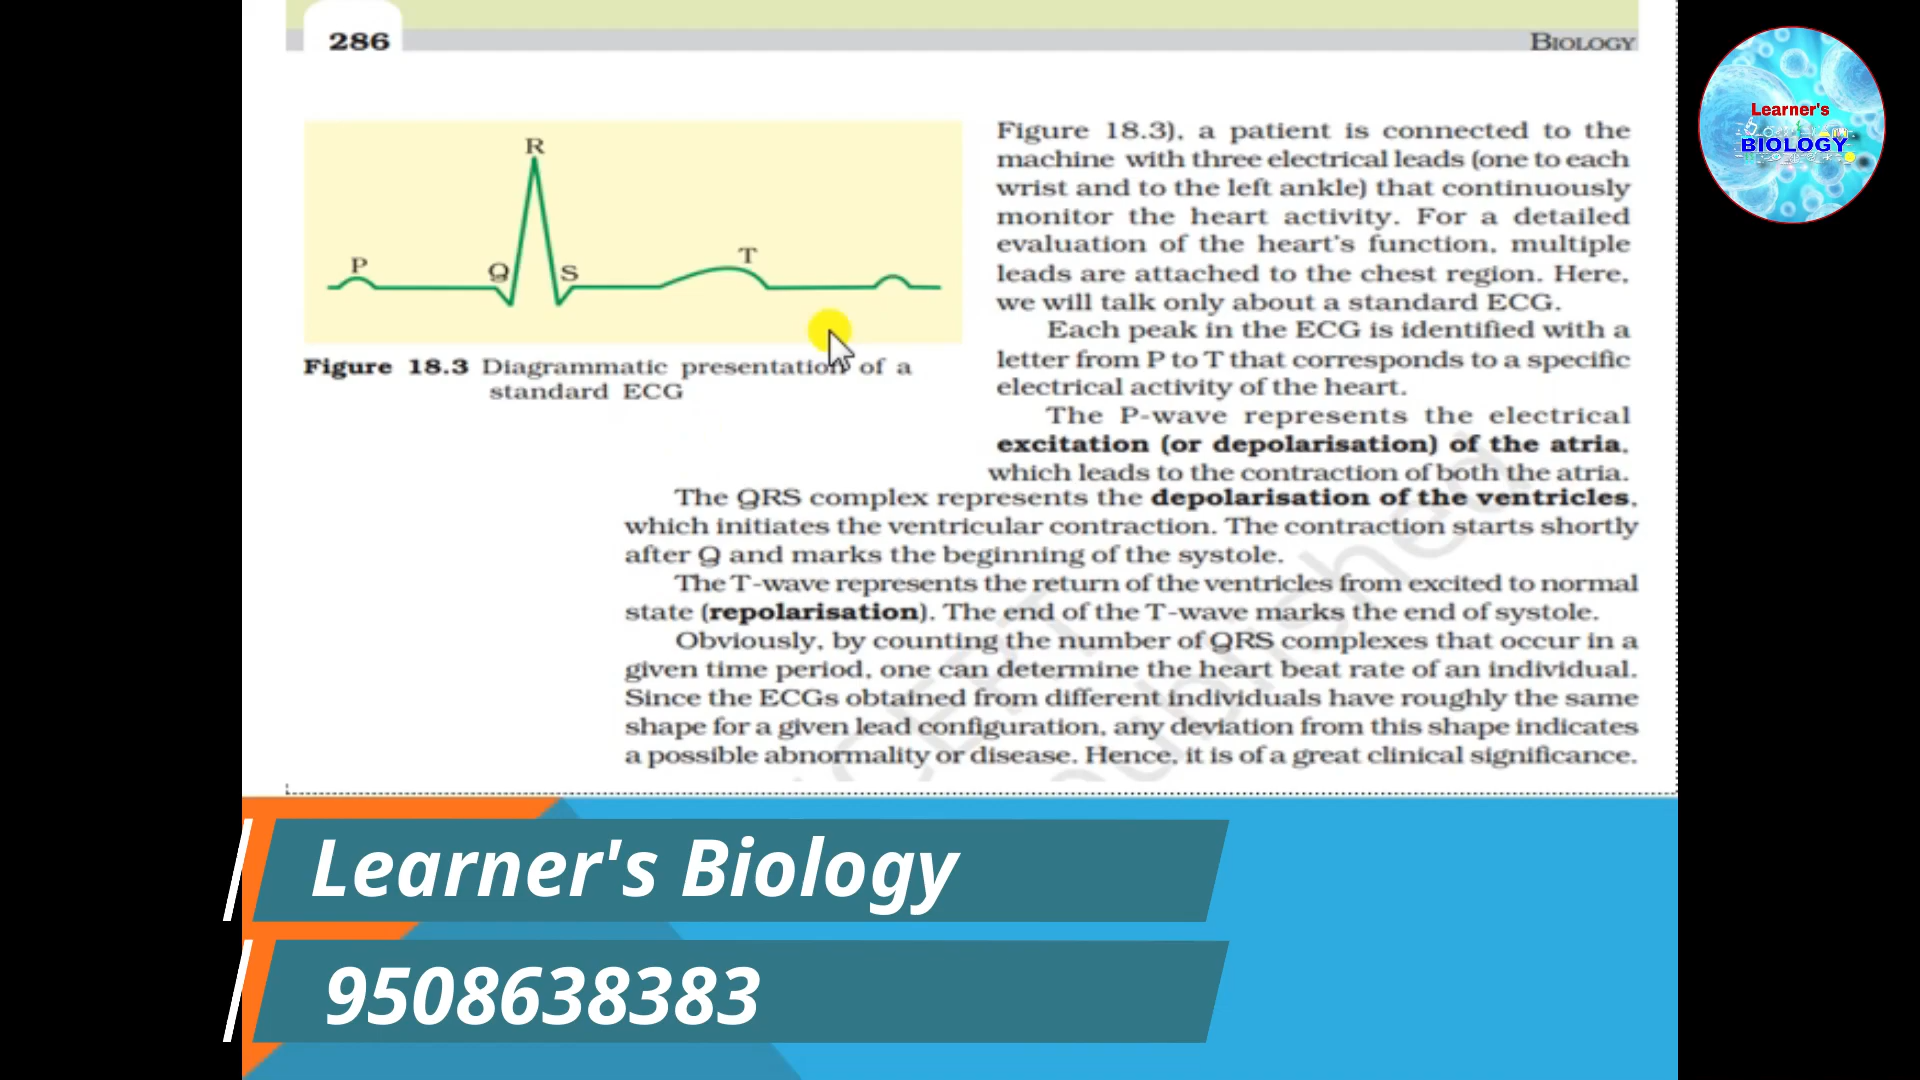 286
BIOLOGY
R
P
Q
S
T
Figure 18.3 Diagrammatic presentation of a
standard ECG
Figure 18.3), a patient is connected to the
machine with three electrical leads (one to each
wrist and to the left ankle) that continuously
monitor the heart activity. For a detailed
evaluation of the heart's function, multiple
leads are attached to the chest region. Here,
we will talk only about a standard ECG.
Each peak in the ECG is identified with a
letter from P to T that corresponds to a specific
electrical activity of the heart.
The P-wave represents the electrical
excitation (or depolarisation) of the atria,
which leads to the contraction of both the atria.
The QRS complex represents the depolarisation of the ventricles,
which initiates the ventricular contraction. The contraction starts shortly
after Q and marks the beginning of the systole.
The T-wave represents the return of the ventricles from excited to normal
state (repolarisation). The end of the T-wave marks the end of systole.
Obviously, by counting the number of QRS complexes that occur in a
given time period, one can determine the heart beat rate of an individual.
Since the ECGs obtained from different individuals have roughly the same
shape for a given lead configuration, any deviation from this shape indicates
a possible abnormality or disease. Hence, it is of a great clinical significance.
Learner's
BIOLOGY
Learner's Biology
9508638383